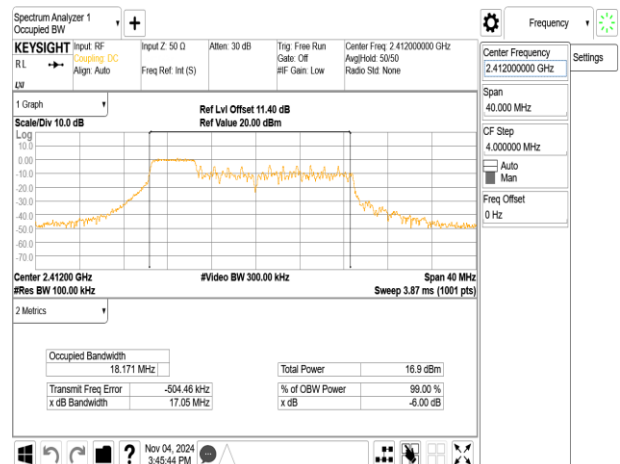 Spectrum Analyzer 1
Occupied BW
Frequency
KEYSIGHT
Input: RF
Coupling: DC
Align: Auto
Input Z: 50 Ω
Freq Ref: Int (S)
Atten: 30 dB
Trig: Free Run
Gate: Off
#IF Gain: Low
Center Freq: 2.412000000 GHz
Avg|Hold: 50/50
Radio Std: None
RL
LXI
Center Frequency
2.412000000 GHz
Settings
Span
40.000 MHz
CF Step
4.000000 MHz
Auto
Man
Freq Offset
0 Hz
1 Graph
Scale/Div 10.0 dB
Ref Lvl Offset 11.40 dB
Ref Value 20.00 dBm
Log
10.0
0.00
-10.0
-20.0
-30.0
-40.0
-50.0
-60.0
-70.0
Center 2.41200 GHz
#Res BW 100.00 kHz
#Video BW 300.00 kHz
Span 40 MHz
Sweep 3.87 ms (1001 pts)
2 Metrics
Occupied Bandwidth
18.171 MHz
Total Power 16.9 dBm
Transmit Freq Error -504.46 kHz
% of OBW Power 99.00 %
x dB Bandwidth 17.05 MHz
x dB -6.00 dB
?
Nov 04, 2024
3:45:44 PM